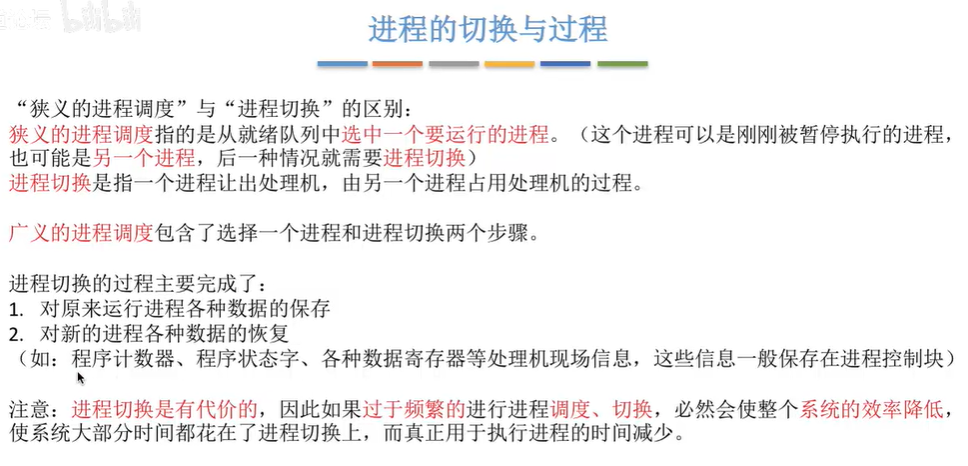 bilibili
进程的切换与过程
“狭义的进程调度”与“进程切换”的区别：
狭义的进程调度指的是从就绪队列中选中一个要运行的进程。（这个进程可以是刚刚被暂停执行的进程，
也可能是另一个进程，后一种情况就需要进程切换）
进程切换是指一个进程让出处理机，由另一个进程占用处理机的过程。
广义的进程调度包含了选择一个进程和进程切换两个步骤。
进程切换的过程主要完成了：
1. 对原来运行进程各种数据的保存
2. 对新的进程各种数据的恢复
（如：程序计数器、程序状态字、各种数据寄存器等处理机现场信息，这些信息一般保存在进程控制块）
注意：进程切换是有代价的，因此如果过于频繁的进行进程调度、切换，必然会使整个系统的效率降低，
使系统大部分时间都花在了进程切换上，而真正用于执行进程的时间减少。